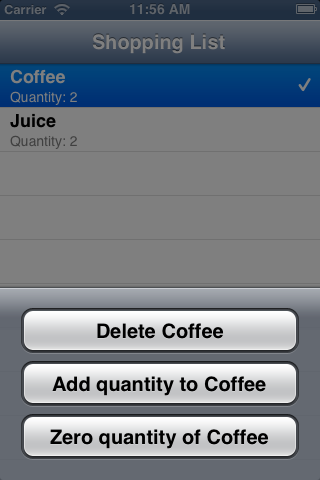 Carrier 11:56 AM
Shopping List
Coffee
Quantity: 2
Juice
Quantity: 2
Delete Coffee
Add quantity to Coffee
Zero quantity of Coffee